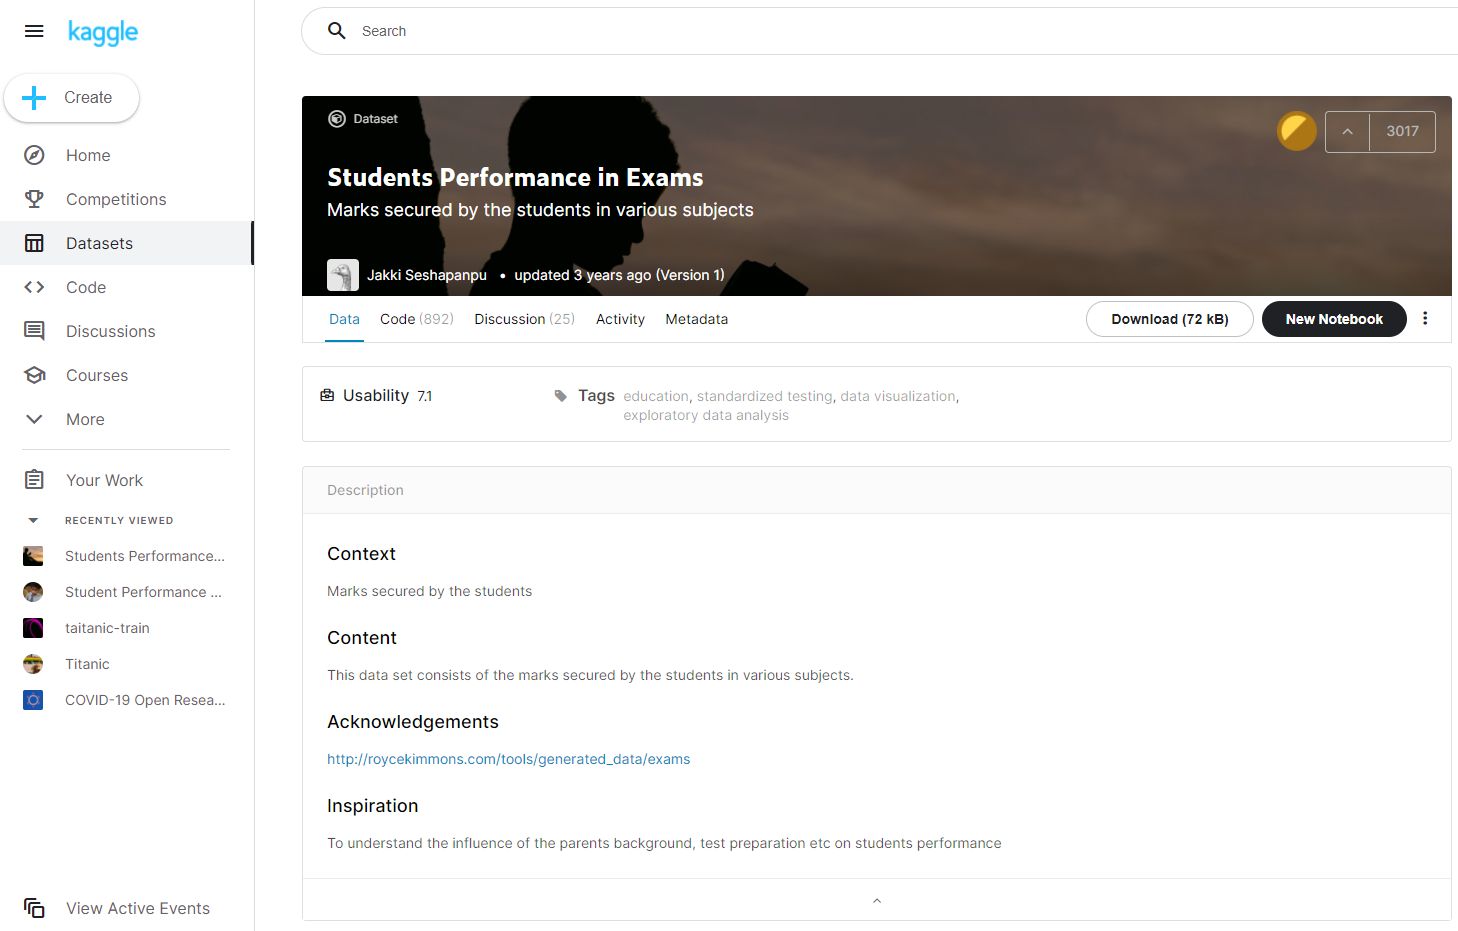 kaggle
Search
Create
Home
Competitions
Datasets
Code
Discussions
Courses
More
Your Work
RECENTLY VIEWED
Students Performance...
Student Performance ...
taitanic-train
Titanic
COVID-19 Open Resea...
View Active Events
Dataset
3017
Students Performance in Exams
Marks secured by the students in various subjects
Jakki Seshapanpu • updated 3 years ago (Version 1)
Data Code (892) Discussion (25) Activity Metadata Download (72 kB) New Notebook
Usability 7.1 Tags education, standardized testing, data visualization,
exploratory data analysis
Description
Context
Marks secured by the students
Content
This data set consists of the marks secured by the students in various subjects.
Acknowledgements
http://roycekimmons.com/tools/generated_data/exams
Inspiration
To understand the influence of the parents background, test preparation etc on students performance